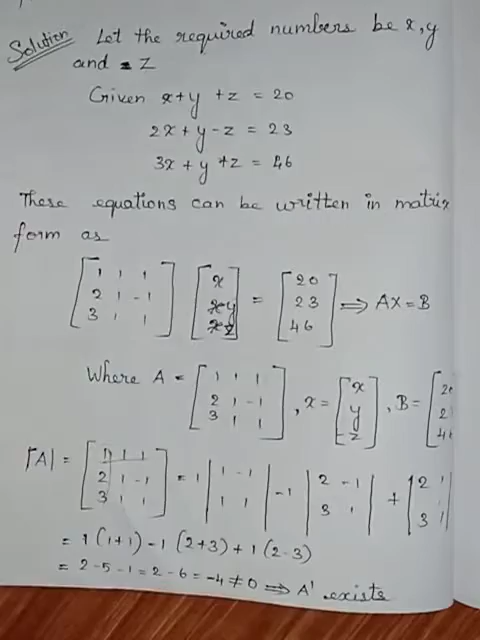 Solution Let the required numbers be x, y
and z
Given x+y+z = 20
2x+y-z = 23
3x+y+z = 46
These equations can be written in matrix
form as
[1 1 1 [x [20
2 1 -1 y = 23 ⟹ AX=B
3 1 1] z] 46]
Where A = [1 1 1 , x = [x , B = [20
2 1 -1 y 2
3 1 1] z] 46
|A| = [1 1 1
2 1 -1 = 1 |1 -1 -1 |2 -1 + |2 1
3 1 1] 1 1| 3 1| 3 1
= 1(1+1) -1(2+3) +1(2-3)
= 2-5-1 = 2-6 = -4 ≠ 0 ⟹ A' exists